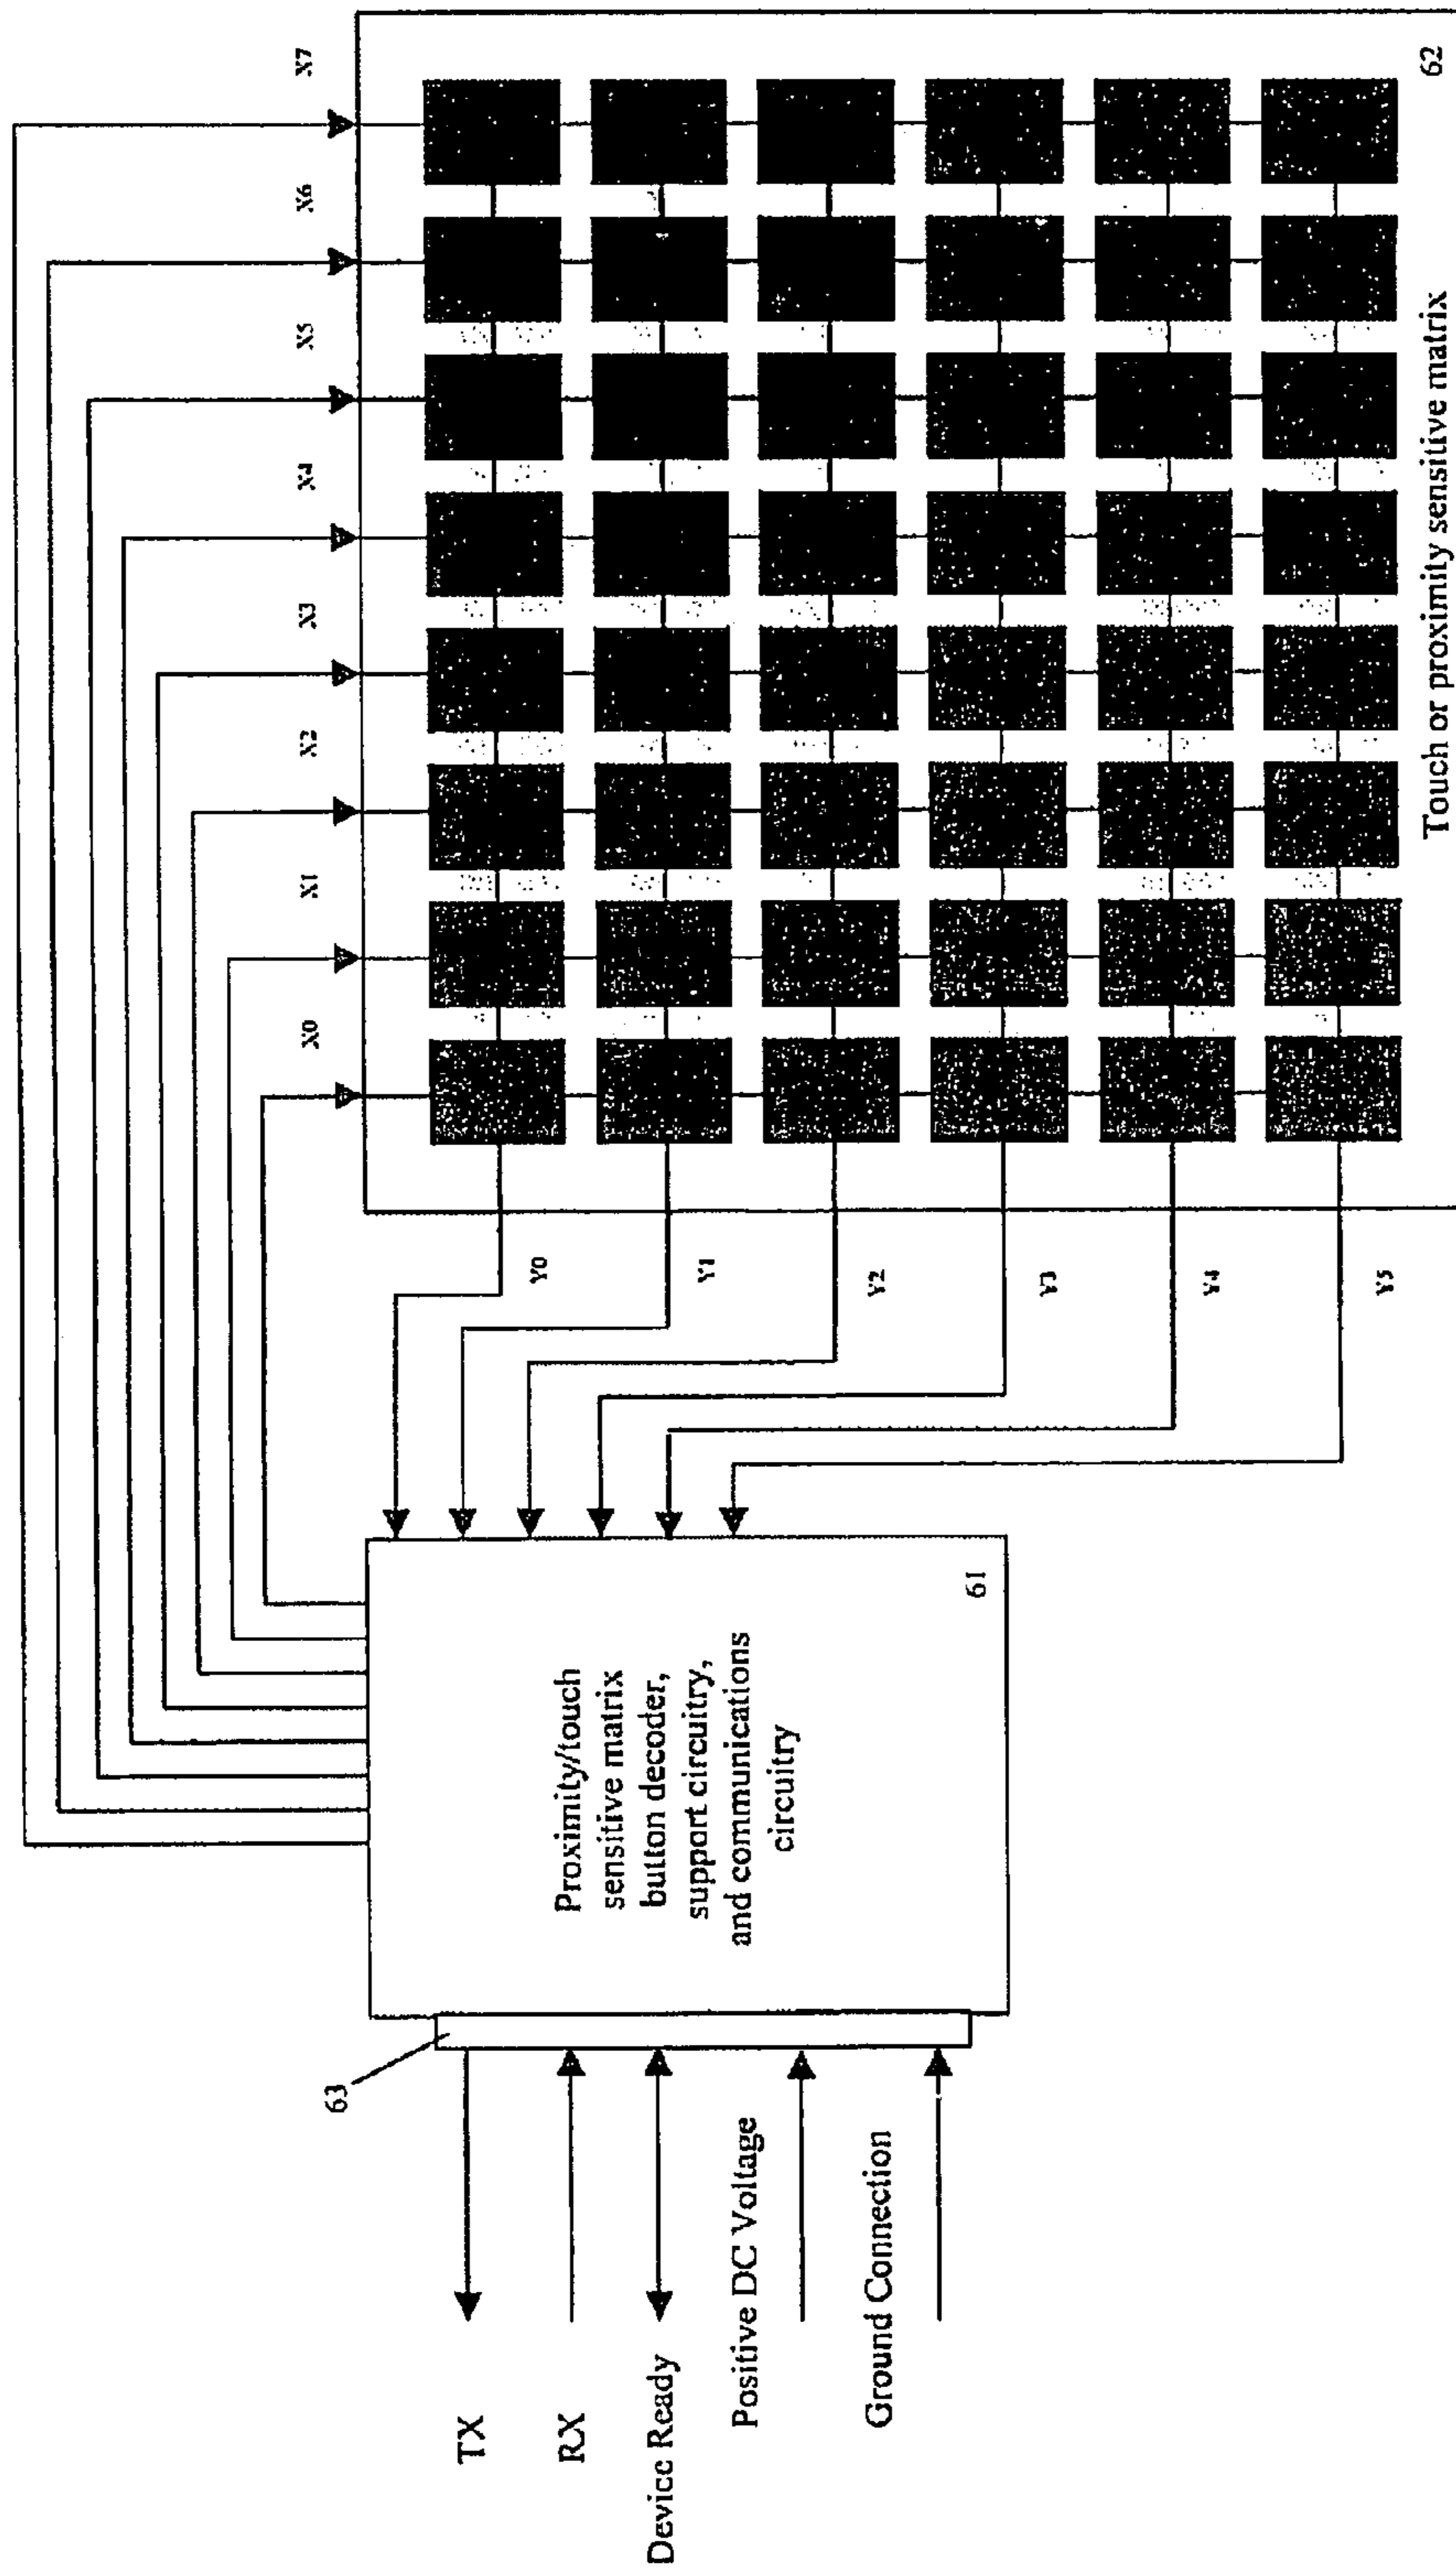 X0
X1
X2
X3
X4
X5
X6
X7
Y0
Y1
Y2
Y3
Y4
Y5
63
TX
RX
Device Ready
Positive DC Voltage
Ground Connection
Proximity/touch
sensitive matrix
button decoder,
support circuitry,
and communications
circuitry
61
62
Touch or proximity sensitive matrix